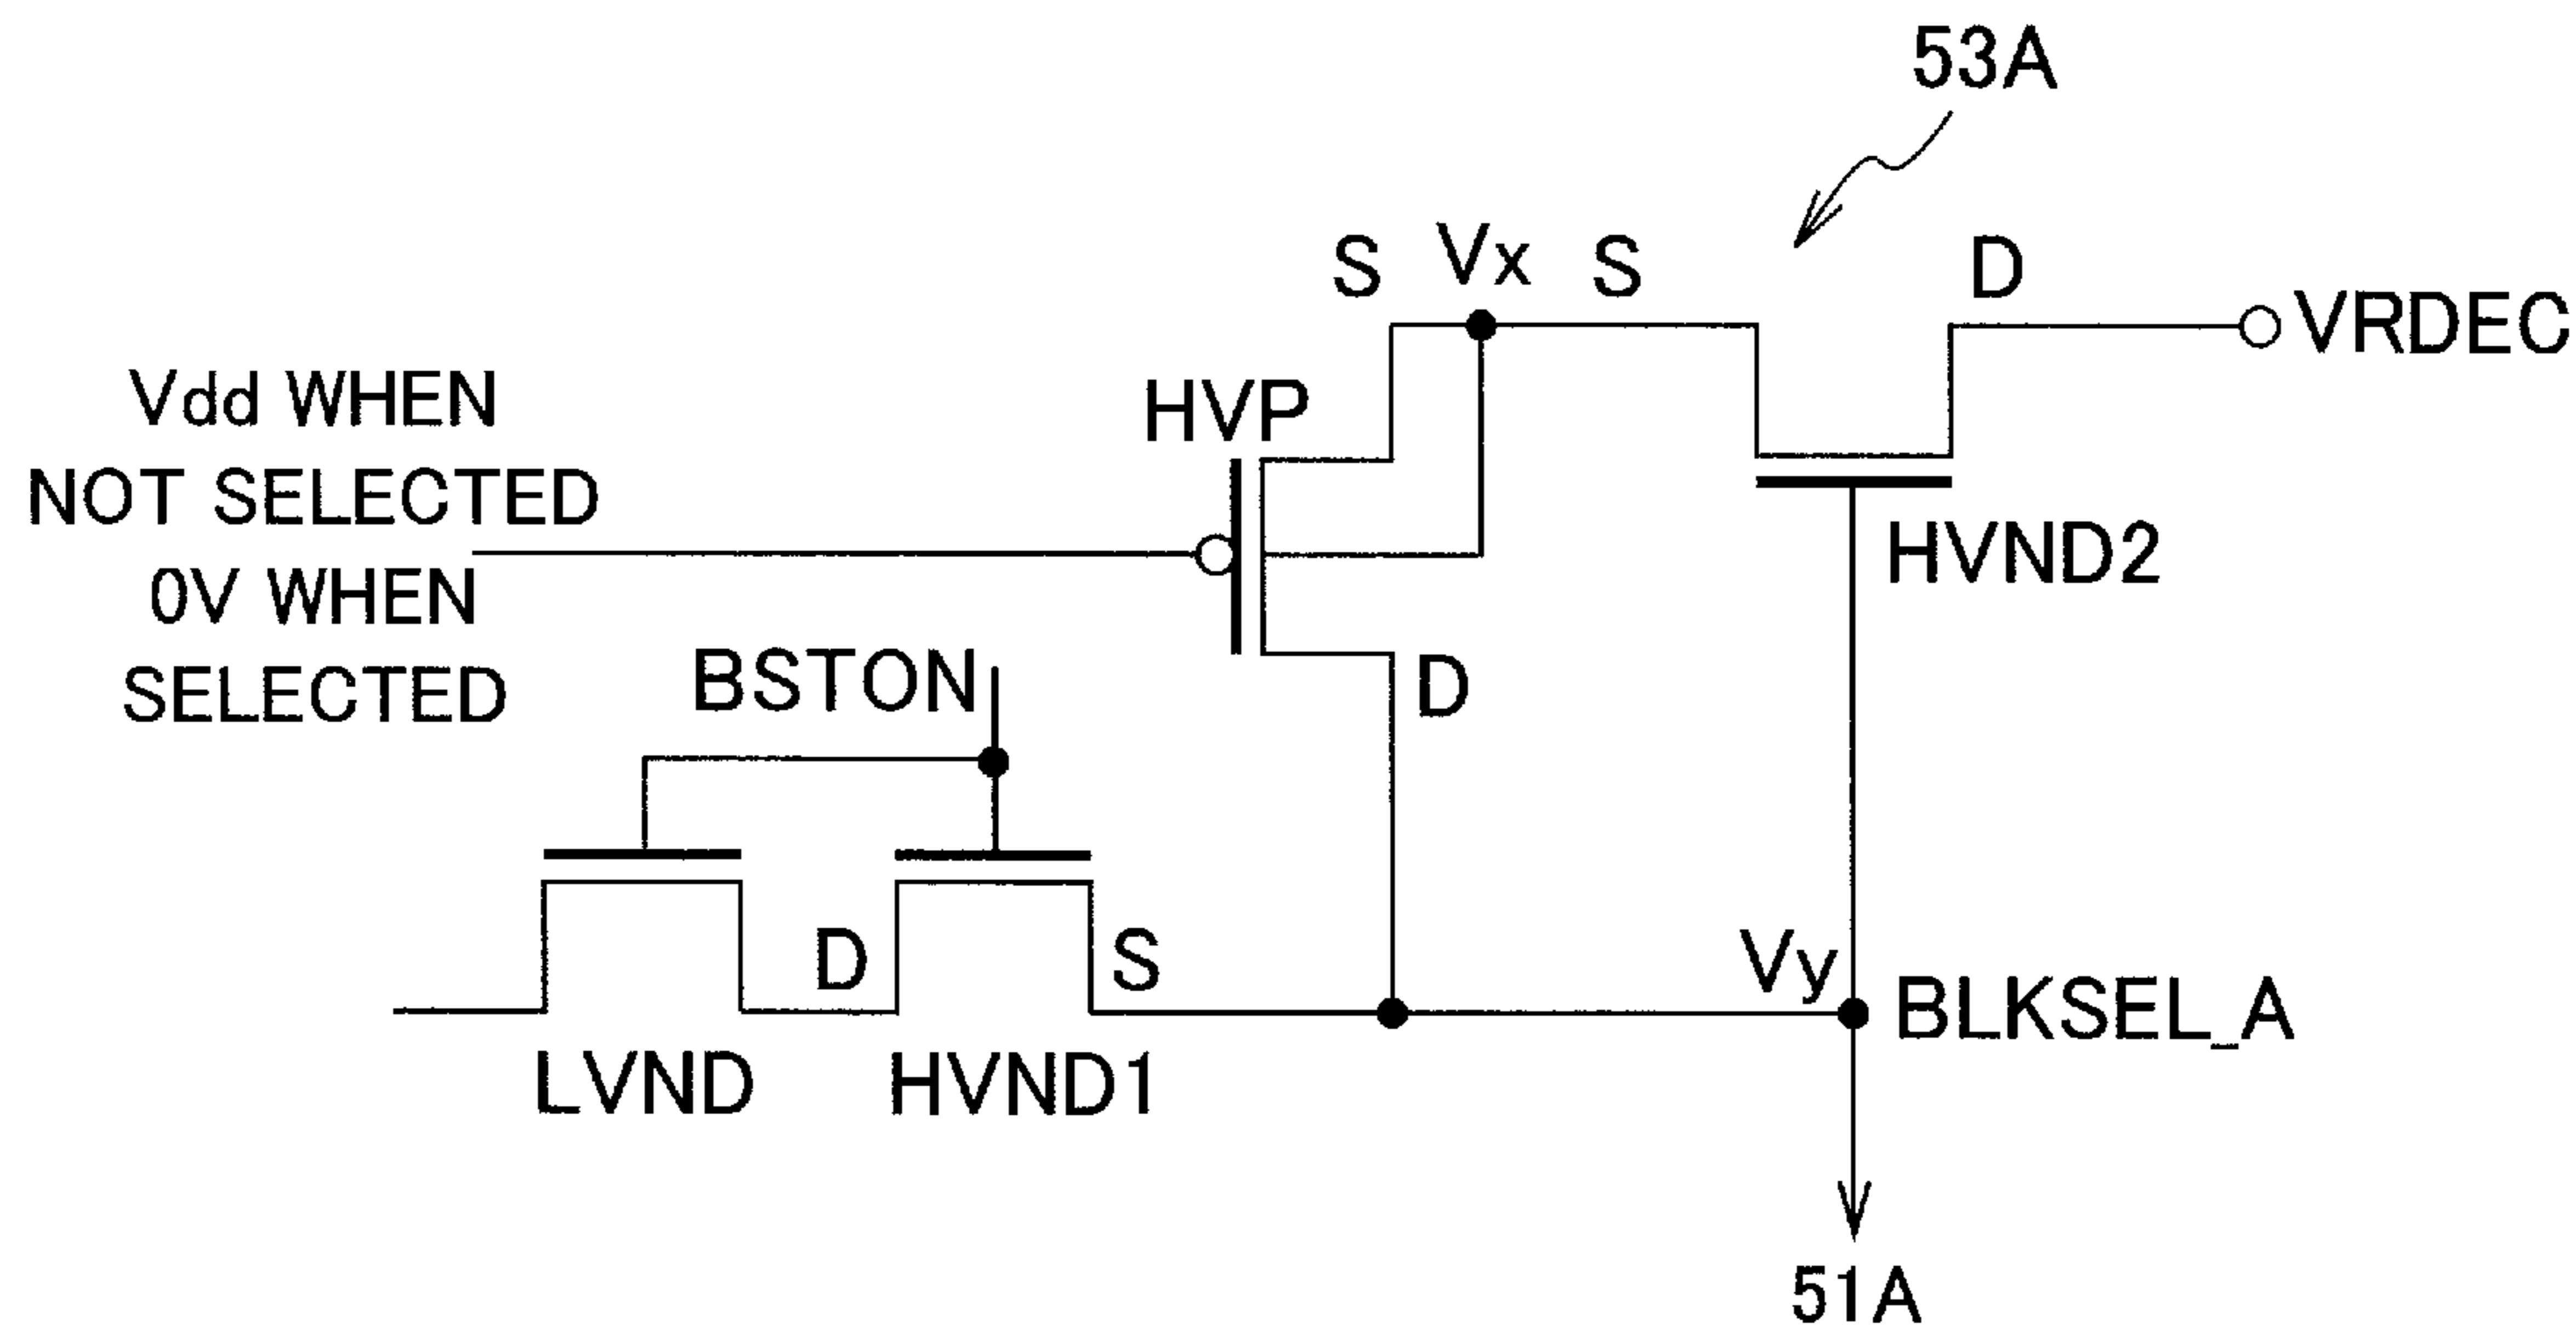 53A
S Vx S D
VRDEC
HVP
Vdd WHEN
NOT SELECTED
0V WHEN
SELECTED
HVND2
BSTON
D
D S
Vy
BLKSEL_A
LVND HVND1
51A